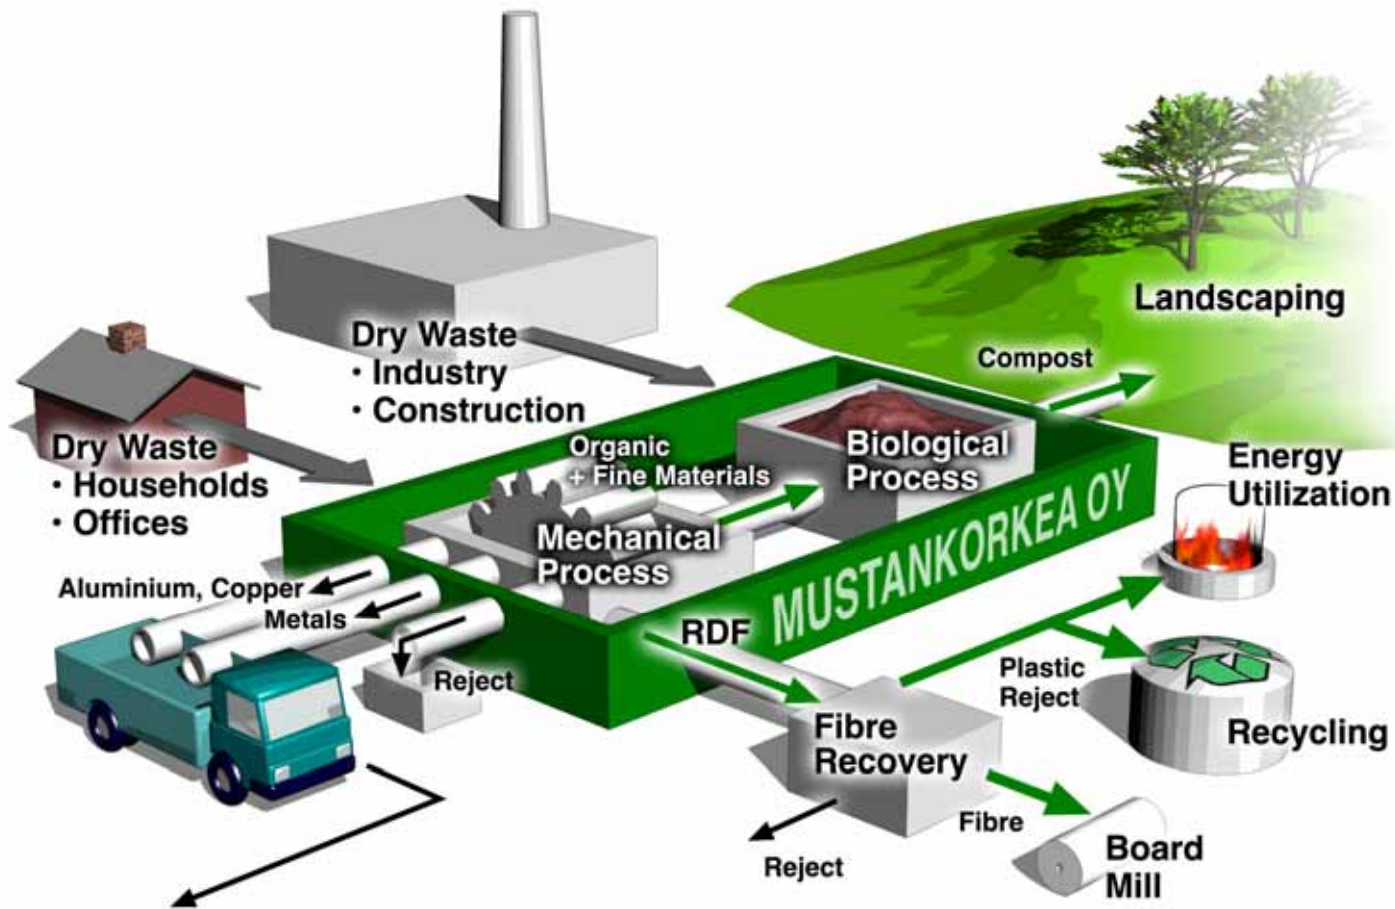 Dry Waste
• Industry
• Construction
Dry Waste
• Households
• Offices
Landscaping
Compost
Organic
+ Fine Materials
Biological
Process
Mechanical
Process
MUSTANKORKEA OY
Energy
Utilization
Aluminium, Copper
Metals
Reject
RDF
Plastic
Reject
Recycling
Fibre
Recovery
Fibre
Reject
Board
Mill